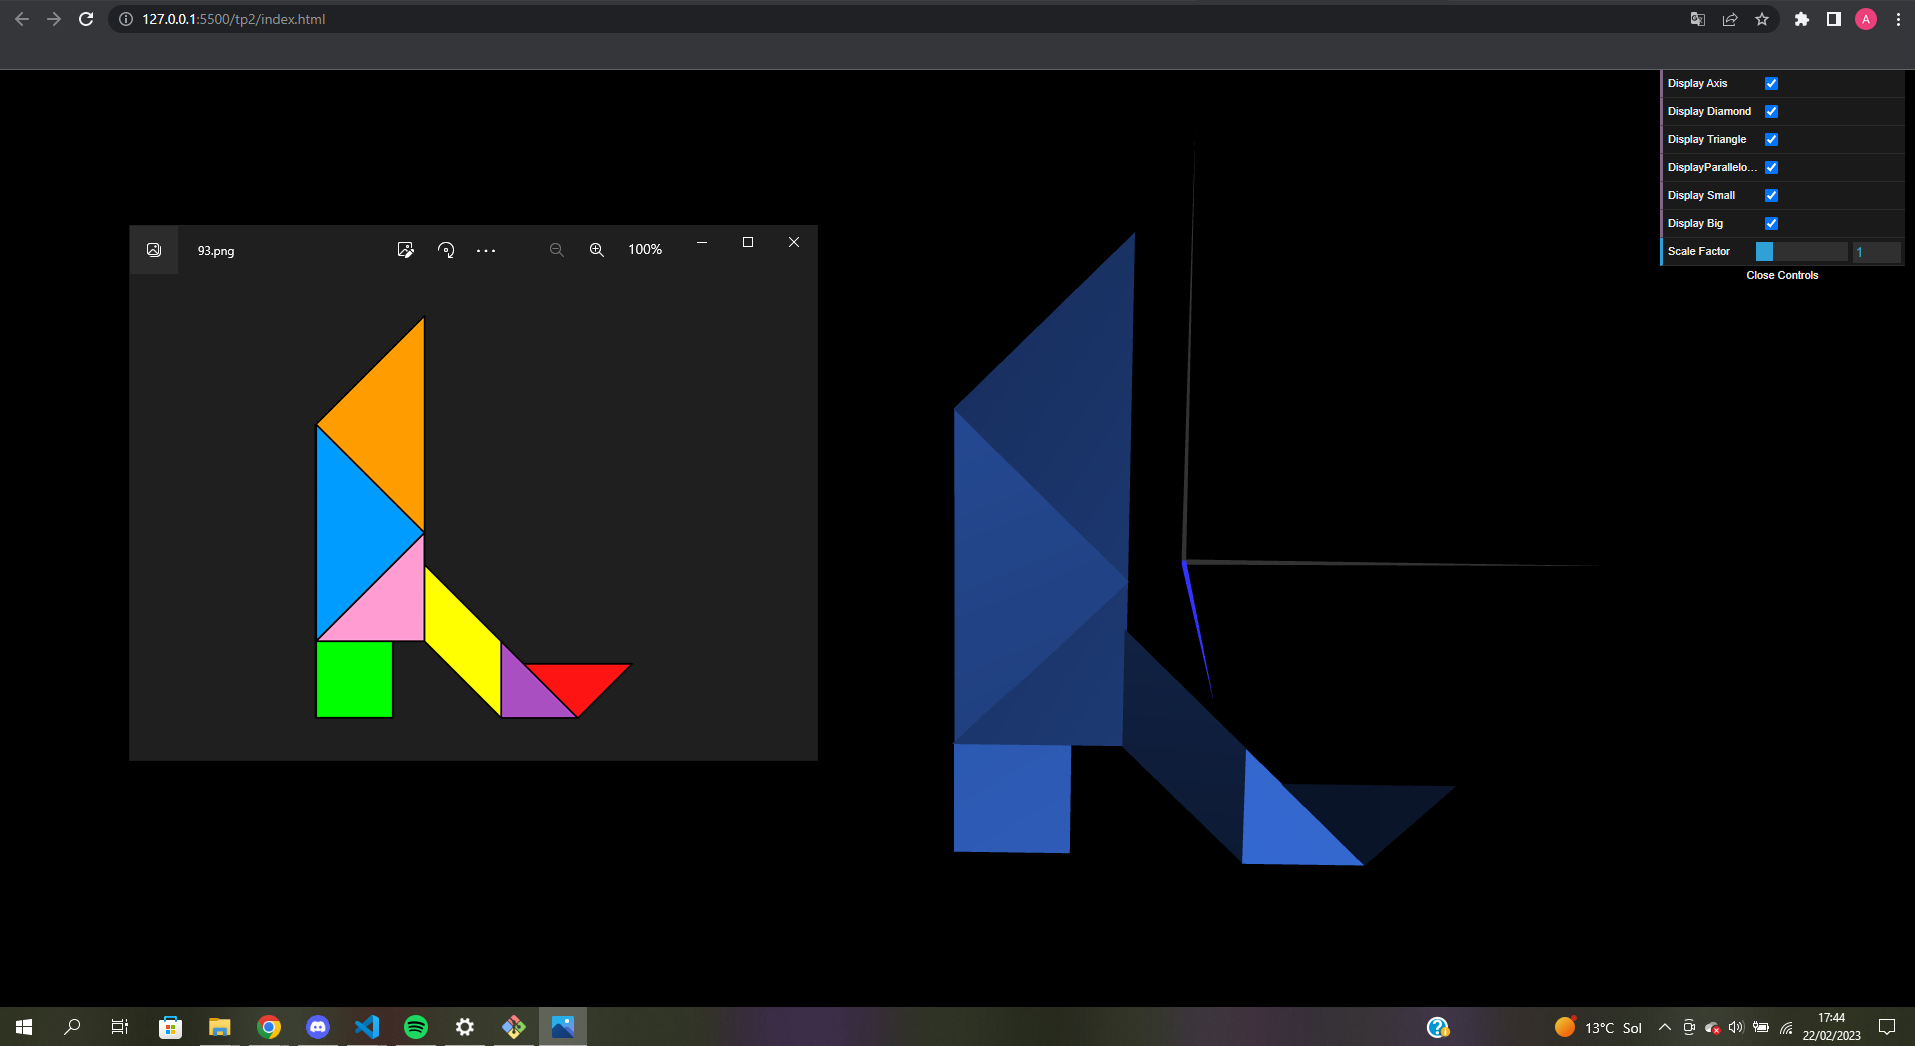 127.0.0.1:5500/tp2/index.html
A
Display Axis
Display Diamond
Display Triangle
DisplayParallelo...
Display Small
Display Big
Scale Factor 1
Close Controls
93.png
100%
13°C Sol
17:44
22/02/2023